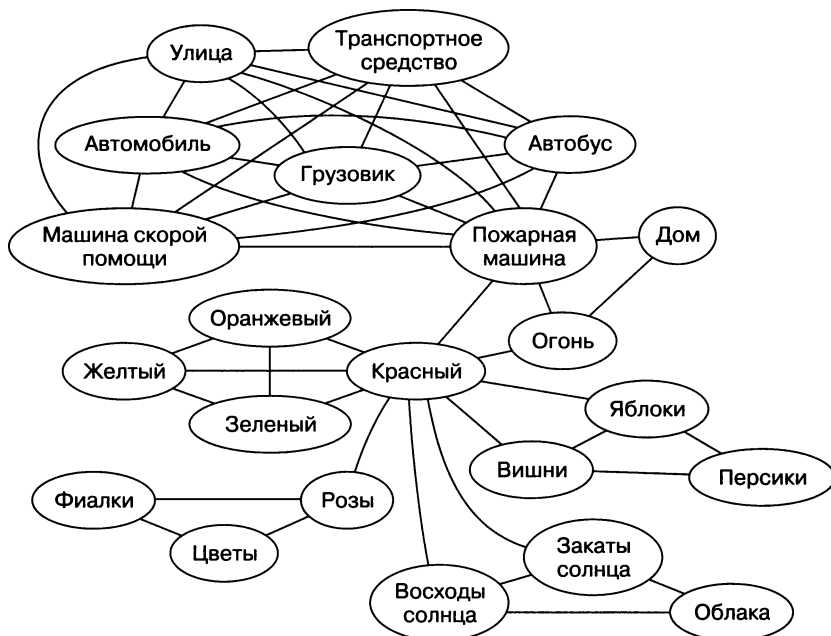 Улица
Транспортное
средство
Автомобиль
Грузовик
Автобус
Машина скорой
помощи
Пожарная
машина
Дом
Оранжевый
Огонь
Желтый
Красный
Зеленый
Яблоки
Вишни
Персики
Фиалки
Розы
Цветы
Закаты
солнца
Восходы
солнца
Облака